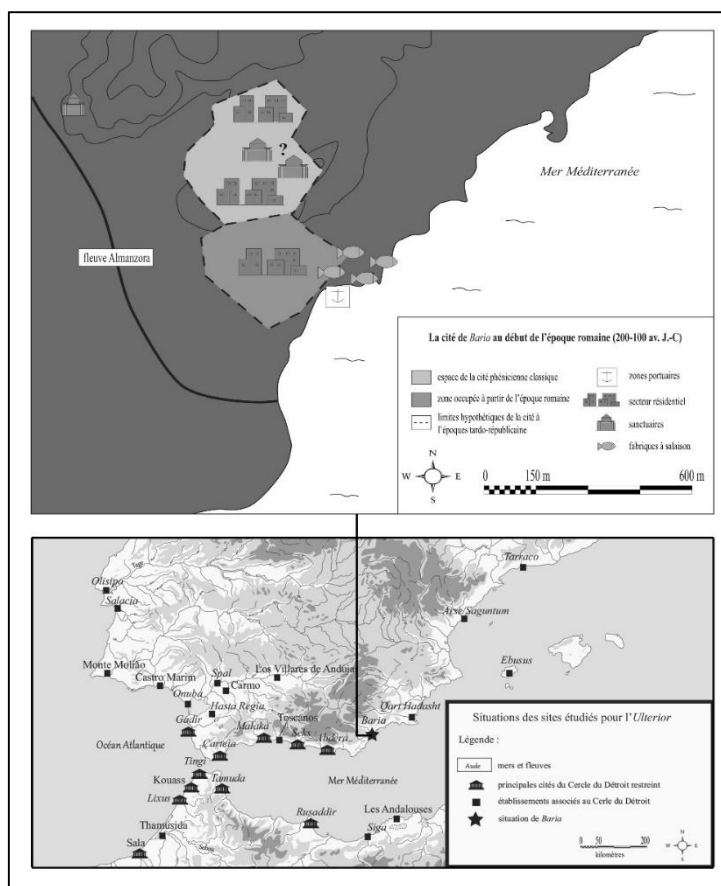 Mer Méditerranée
?
fleuve Almanzora
La cité de Baria au début de l'époque romaine (200-100 av. J.-C)
espace de la cité phénicienne classique
zone occupée à partir de l'époque romaine
limites hypothétiques de la cité à
l'époques tardo-républicaine
zones portuaires
secteur résidentiel
sanctuaires
fabriques à salaison
N
W E
S
0 150 m 600 m
Tarraco
Tage
Olisipo
Salacia
Arse/Saguntum
Ebusus
Monte Molião
Castro Marim
Spal
Carmo
Los Villares de Andújar
Onuba
Hasta Regia
Qart Hadasht
Gadir
Malaka
Toscanos
Sekx
Abdera
Baria
Océan Atlantique
Carteia
Tingi
Kouass
Tamuda
Mer Méditerranée
Lixus
Rusaddir
Les Andalouses
Thamusida
Siga
Sebou
Sala
Situations des sites étudiés pour l'Ulterior
Légende :
Aude mers et fleuves
principales cités du Cercle du Détroit restreint
établissements associés au Cerle du Détroit
situation de Baria
0 50 100 200
kilomètres
N
W E
S